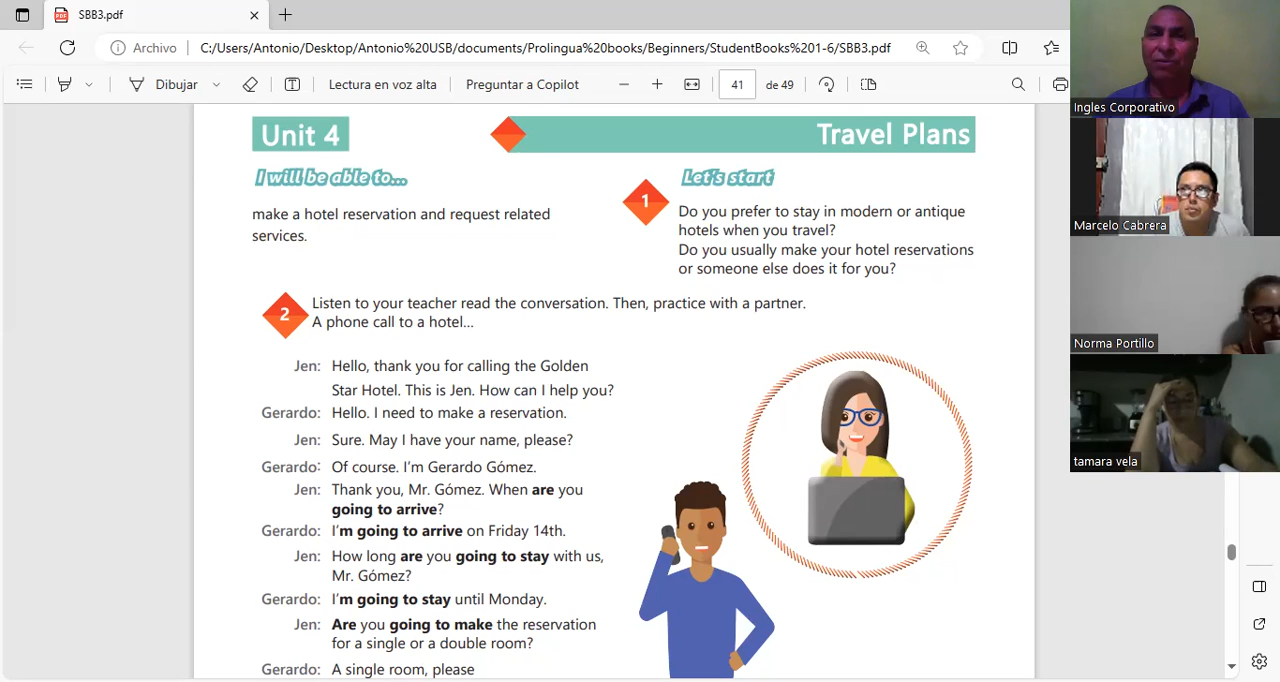 SBB3.pdf
Archivo
C:/Users/Antonio/Desktop/Antonio%20USB/documents/Prolingua%20books/Beginners/StudentBooks%201-6/SBB3.pdf
Dibujar
Lectura en voz alta
Preguntar a Copilot
41
de 49
Unit 4
Travel Plans
I will be able to...
make a hotel reservation and request related
services.
Let's start
1
Do you prefer to stay in modern or antique
hotels when you travel?
Do you usually make your hotel reservations
or someone else does it for you?
2
Listen to your teacher read the conversation. Then, practice with a partner.
A phone call to a hotel...
Jen: Hello, thank you for calling the Golden
Star Hotel. This is Jen. How can I help you?
Gerardo: Hello. I need to make a reservation.
Jen: Sure. May I have your name, please?
Gerardo: Of course. I'm Gerardo Gómez.
Jen: Thank you, Mr. Gómez. When are you
going to arrive?
Gerardo: I'm going to arrive on Friday 14th.
Jen: How long are you going to stay with us,
Mr. Gómez?
Gerardo: I'm going to stay until Monday.
Jen: Are you going to make the reservation
for a single or a double room?
Gerardo: A single room, please
Ingles Corporativo
Marcelo Cabrera
Norma Portillo
tamara vela